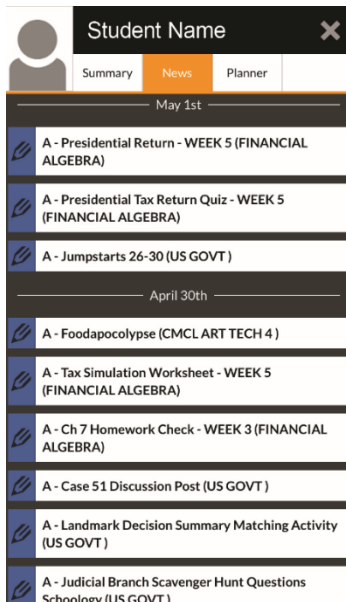 Student Name
Summary
News
Planner
May 1st
A - Presidential Return - WEEK 5 (FINANCIAL
ALGEBRA)
A - Presidential Tax Return Quiz - WEEK 5
(FINANCIAL ALGEBRA)
A - Jumpstarts 26-30 (US GOVT )
April 30th
A - Foodapocolypse (CMCL ART TECH 4 )
A - Tax Simulation Worksheet - WEEK 5
(FINANCIAL ALGEBRA)
A - Ch 7 Homework Check - WEEK 3 (FINANCIAL
ALGEBRA)
A - Case 51 Discussion Post (US GOVT )
A - Landmark Decision Summary Matching Activity
(US GOVT )
A - Judicial Branch Scavenger Hunt Questions
Schoology (US GOVT )